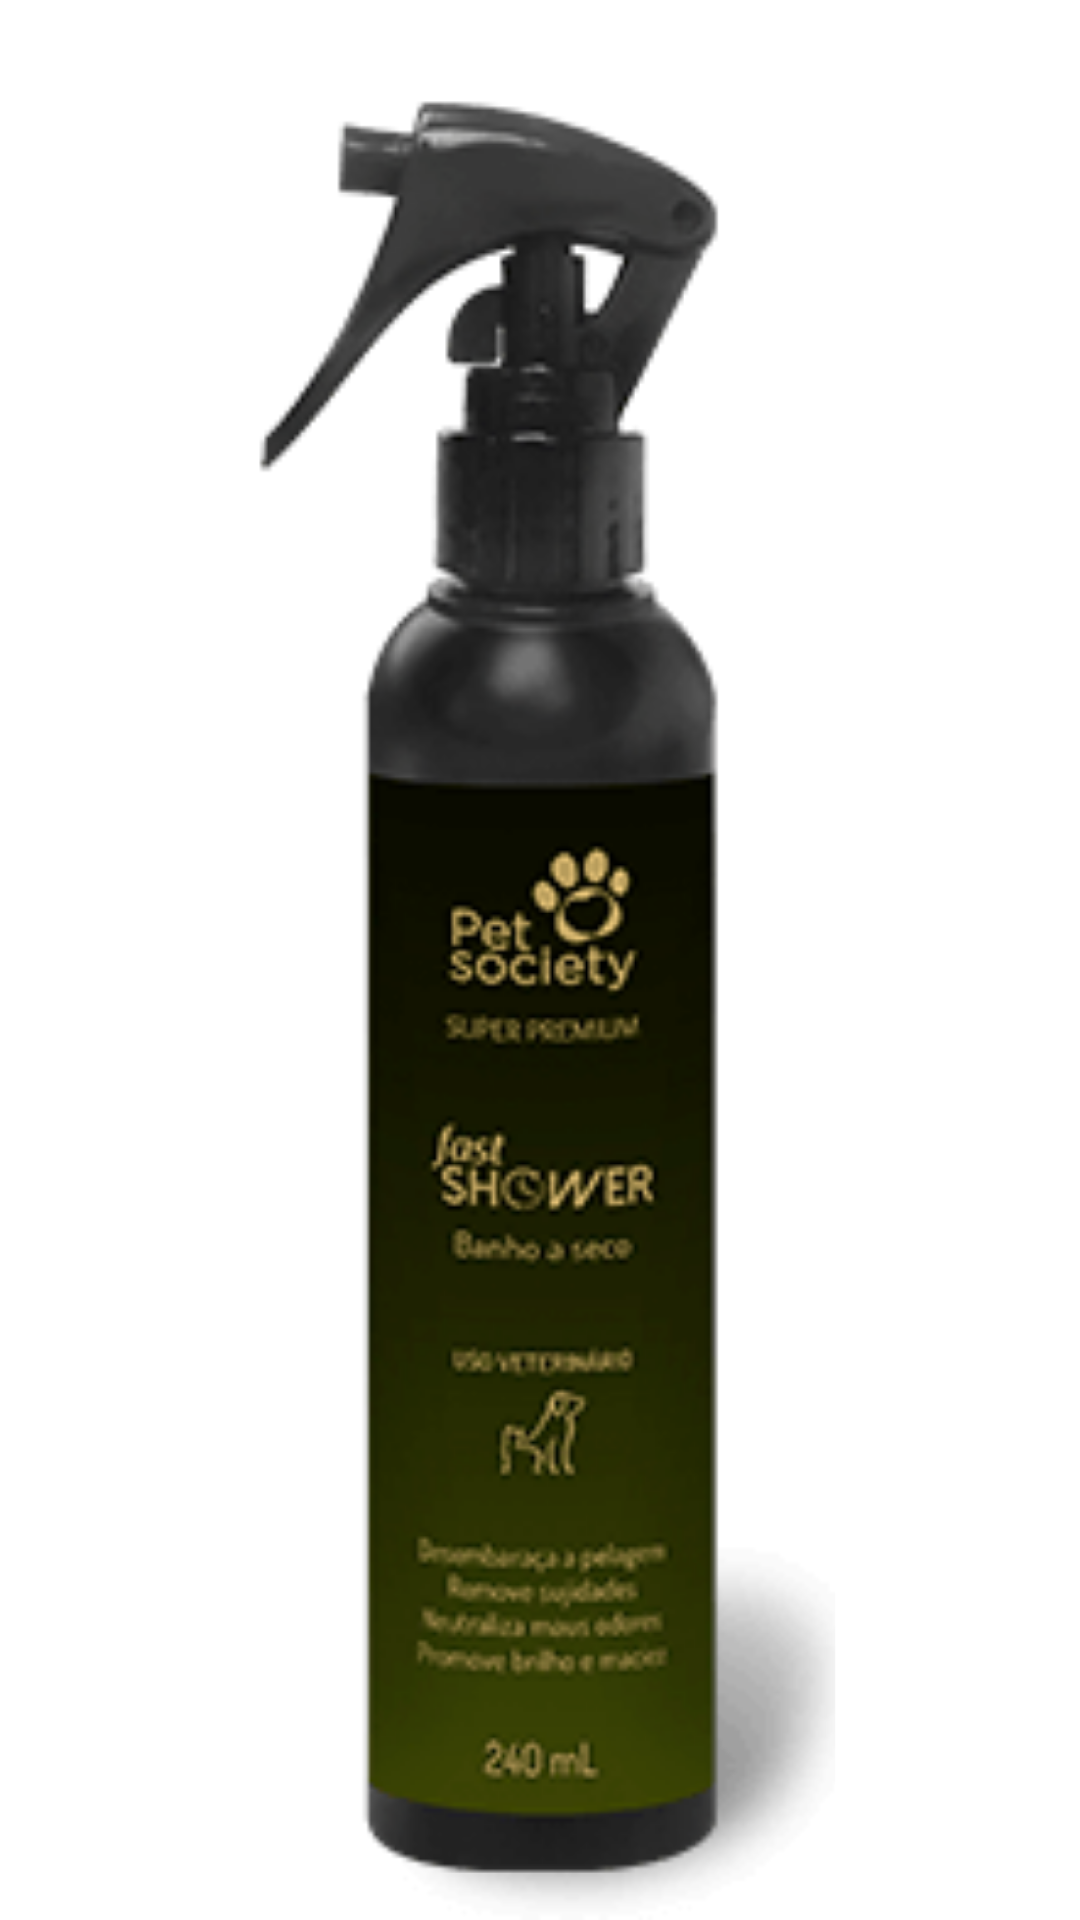 Pet
society
SUPER PREMIUM
fast
SHOWER
Banho a seco
USO VETERINÁRIO
Desembaraça a pelagem
Remove sujidades
Neutraliza maus odores
Promove brilho e maciez
240 mL